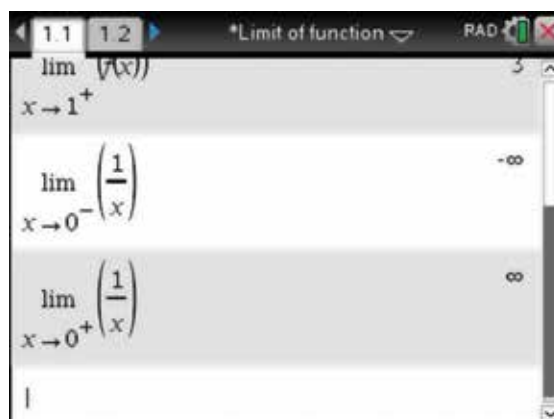 1.1 1.2 *Limit of function RAD
lim (f(x)) 3
x→1⁺
lim (1/x) -∞
x→0⁻
lim (1/x) ∞
x→0⁺